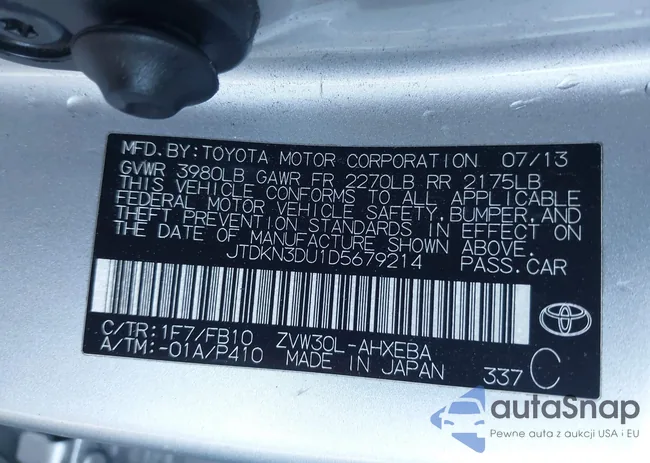 MFD. BY: TOYOTA MOTOR CORPORATION 07/13
GVWR 3980LB GAWR FR 2270LB RR 2175LB
THIS VEHICLE CONFORMS TO ALL APPLICABLE
FEDERAL MOTOR VEHICLE SAFETY, BUMPER, AND
THEFT PREVENTION STANDARDS IN EFFECT ON
THE DATE OF MANUFACTURE SHOWN ABOVE.
JTDKN3DU1D5679214 PASS. CAR
C/TR: 1F7/FB10 ZVW30L-AHXEBA
A/TM: -01A/P410 MADE IN JAPAN 337 C
autaSnap
Pewne auta z aukcji USA i EU